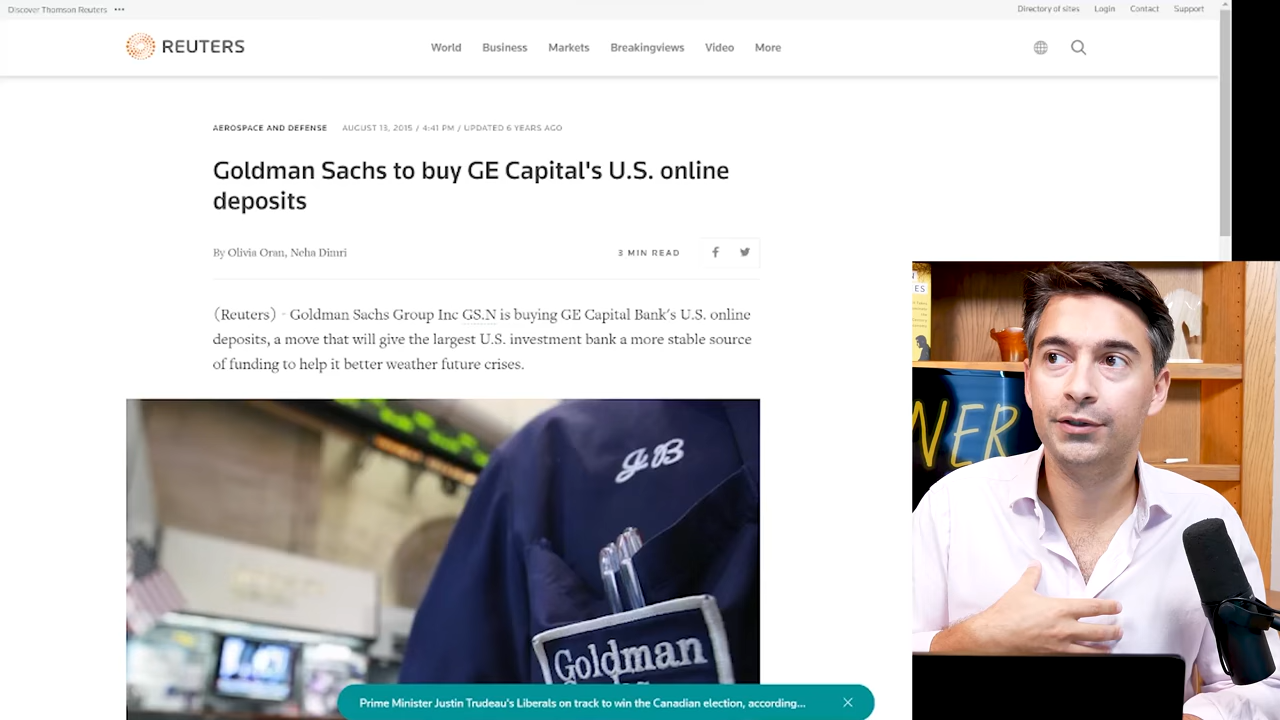 Discover Thomson Reuters •••
Directory of sites Login Contact Support
REUTERS
World Business Markets Breakingviews Video More
AEROSPACE AND DEFENSE AUGUST 13, 2015 / 4:41 PM / UPDATED 6 YEARS AGO
Goldman Sachs to buy GE Capital's U.S. online
deposits
By Olivia Oran, Neha Dimri
3 MIN READ
(Reuters) - Goldman Sachs Group Inc GS.N is buying GE Capital Bank's U.S. online
deposits, a move that will give the largest U.S. investment bank a more stable source
of funding to help it better weather future crises.
JB
Goldman
ES
NER
Prime Minister Justin Trudeau's Liberals on track to win the Canadian election, according...